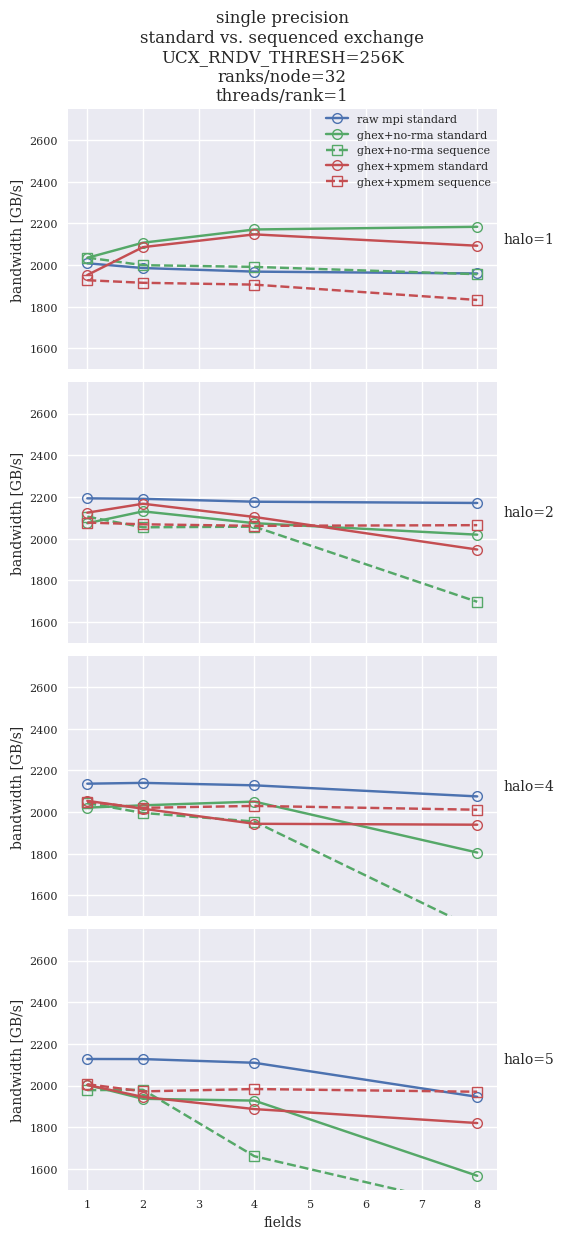 single precision
standard vs. sequenced exchange
UCX_RNDV_THRESH=256K
ranks/node=32
threads/rank=1
raw mpi standard
ghex+no-rma standard
ghex+no-rma sequence
ghex+xpmem standard
ghex+xpmem sequence
2600
2400
2200
2000
1800
1600
bandwidth [GB/s]
halo=1
2600
2400
2200
2000
1800
1600
bandwidth [GB/s]
halo=2
2600
2400
2200
2000
1800
1600
bandwidth [GB/s]
halo=4
2600
2400
2200
2000
1800
1600
bandwidth [GB/s]
halo=5
1 2 3 4 5 6 7 8
fields